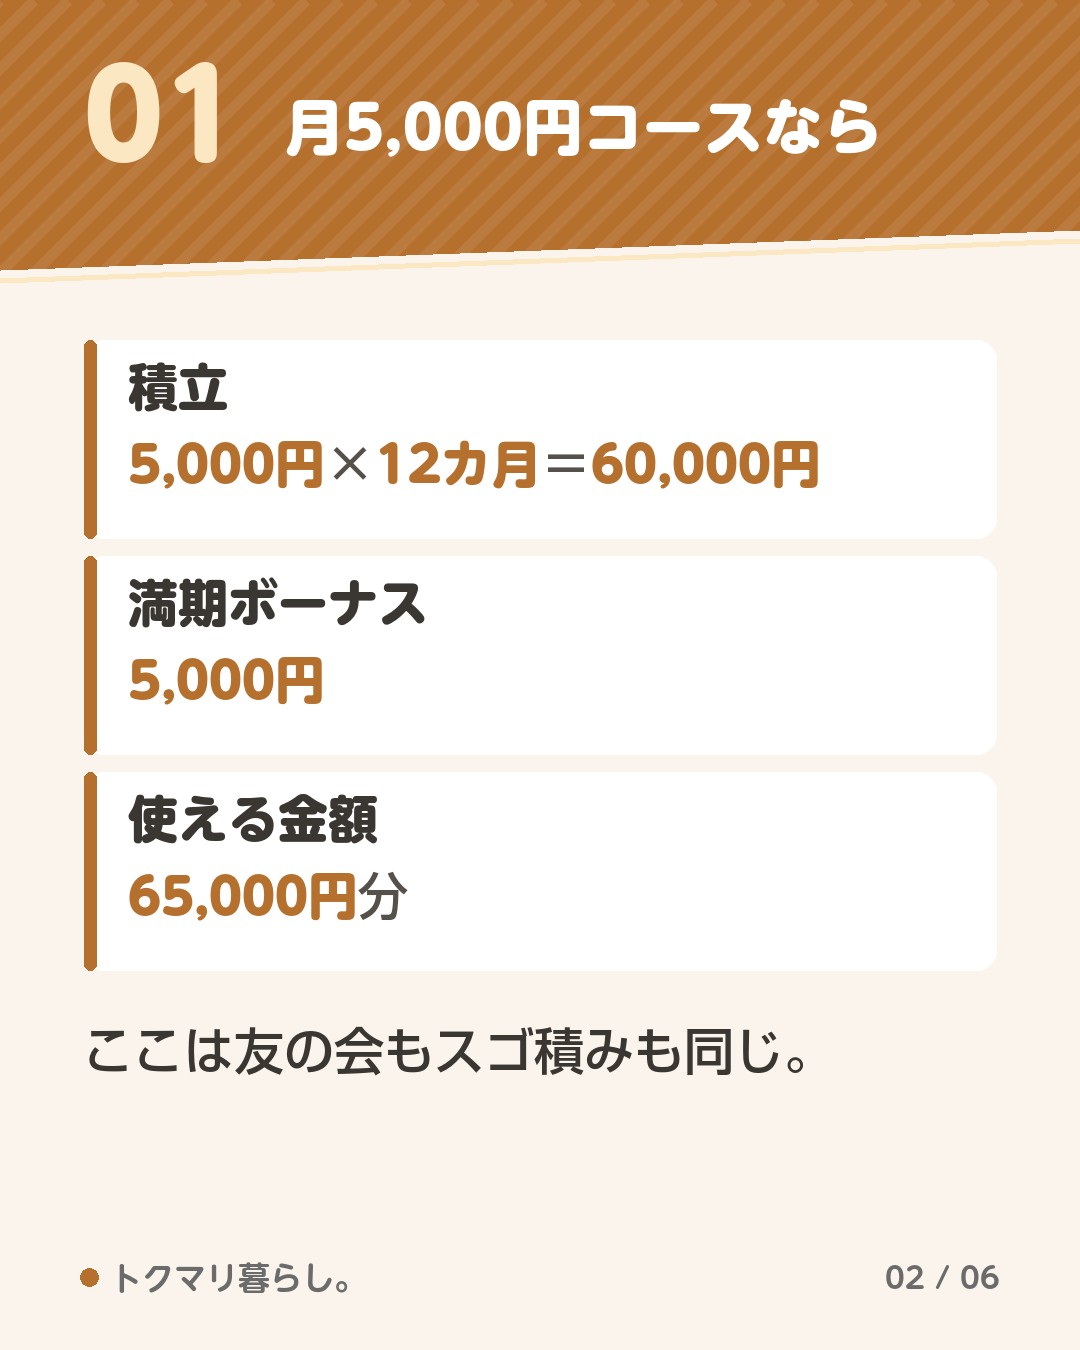 01 月5,000円コースなら
積立
5,000円×12カ月＝60,000円
満期ボーナス
5,000円
使える金額
65,000円分
ここは友の会もスゴ積みも同じ。
トクマリ暮らし。 02 / 06